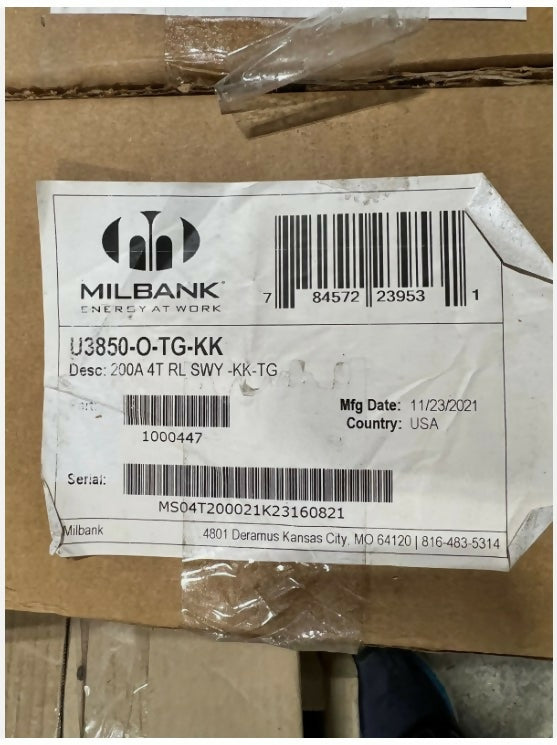 MILBANK
ENERGY AT WORK
7 84572 23953 1
U3850-O-TG-KK
Desc: 200A 4T RL SWY -KK-TG
1000447
Mfg Date: 11/23/2021
Country: USA
Serial:
MS04T200021K23160821
Milbank
4801 Deramus Kansas City, MO 64120 | 816-483-5314